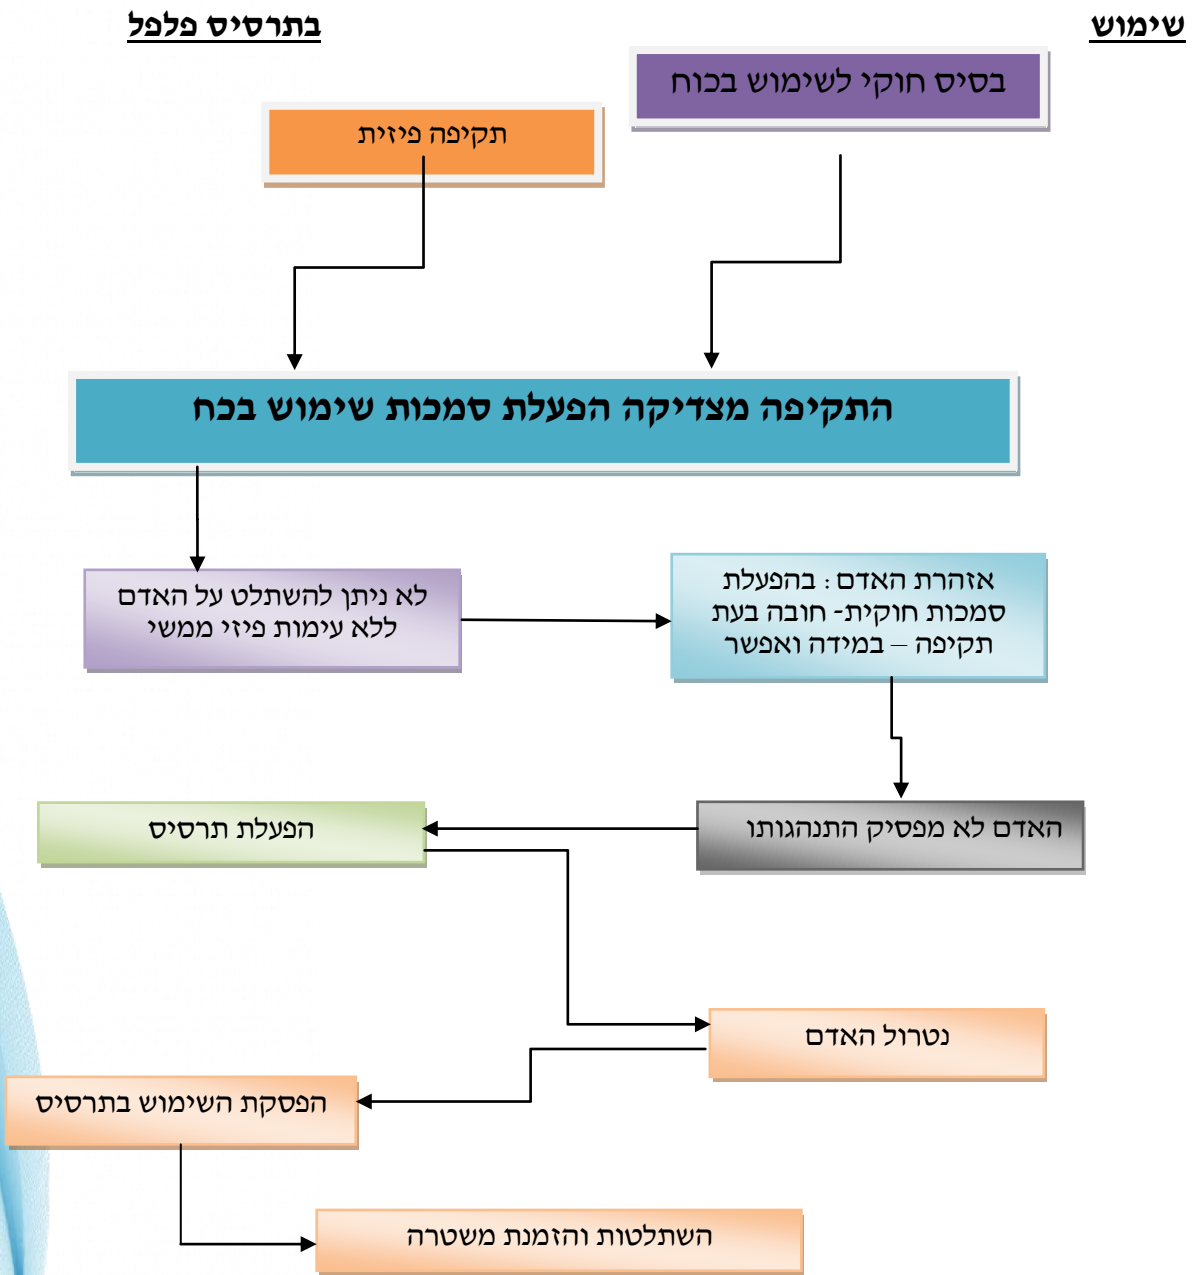 שימוש בתרסיס פלפל
בסיס חוקי לשימוש בכוח
תקיפה פיזית
התקיפה מצדיקה הפעלת סמכות שימוש בכח
לא ניתן להשתלט על האדם
ללא עימות פיזי ממשי
אזהרת האדם : בהפעלת
סמכות חוקית- חובה בעת
תקיפה – במידה ואפשר
האדם לא מפסיק התנהגותו
הפעלת תרסיס
נטרול האדם
הפסקת השימוש בתרסיס
השתלטות והזמנת משטרה